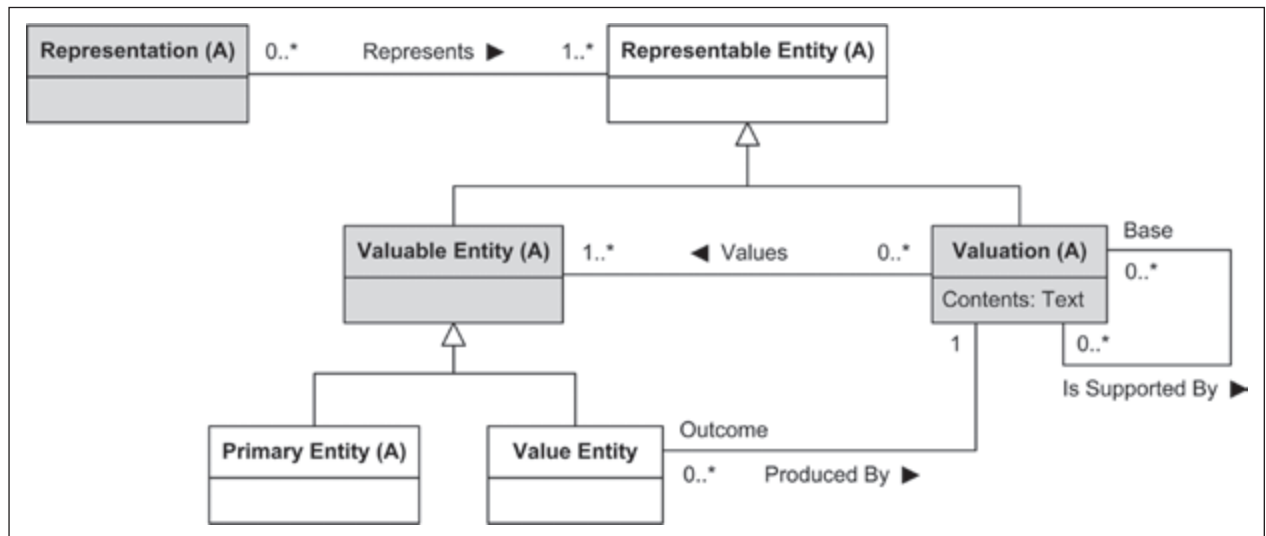 Representation (A) 0..* Represents ► 1..* Representable Entity (A)
Valuable Entity (A) 1..* ◄ Values 0..* Valuation (A) Base
0..*
Contents: Text
1 0..*
Is Supported By ►
Primary Entity (A) Value Entity Outcome
0..* Produced By ►